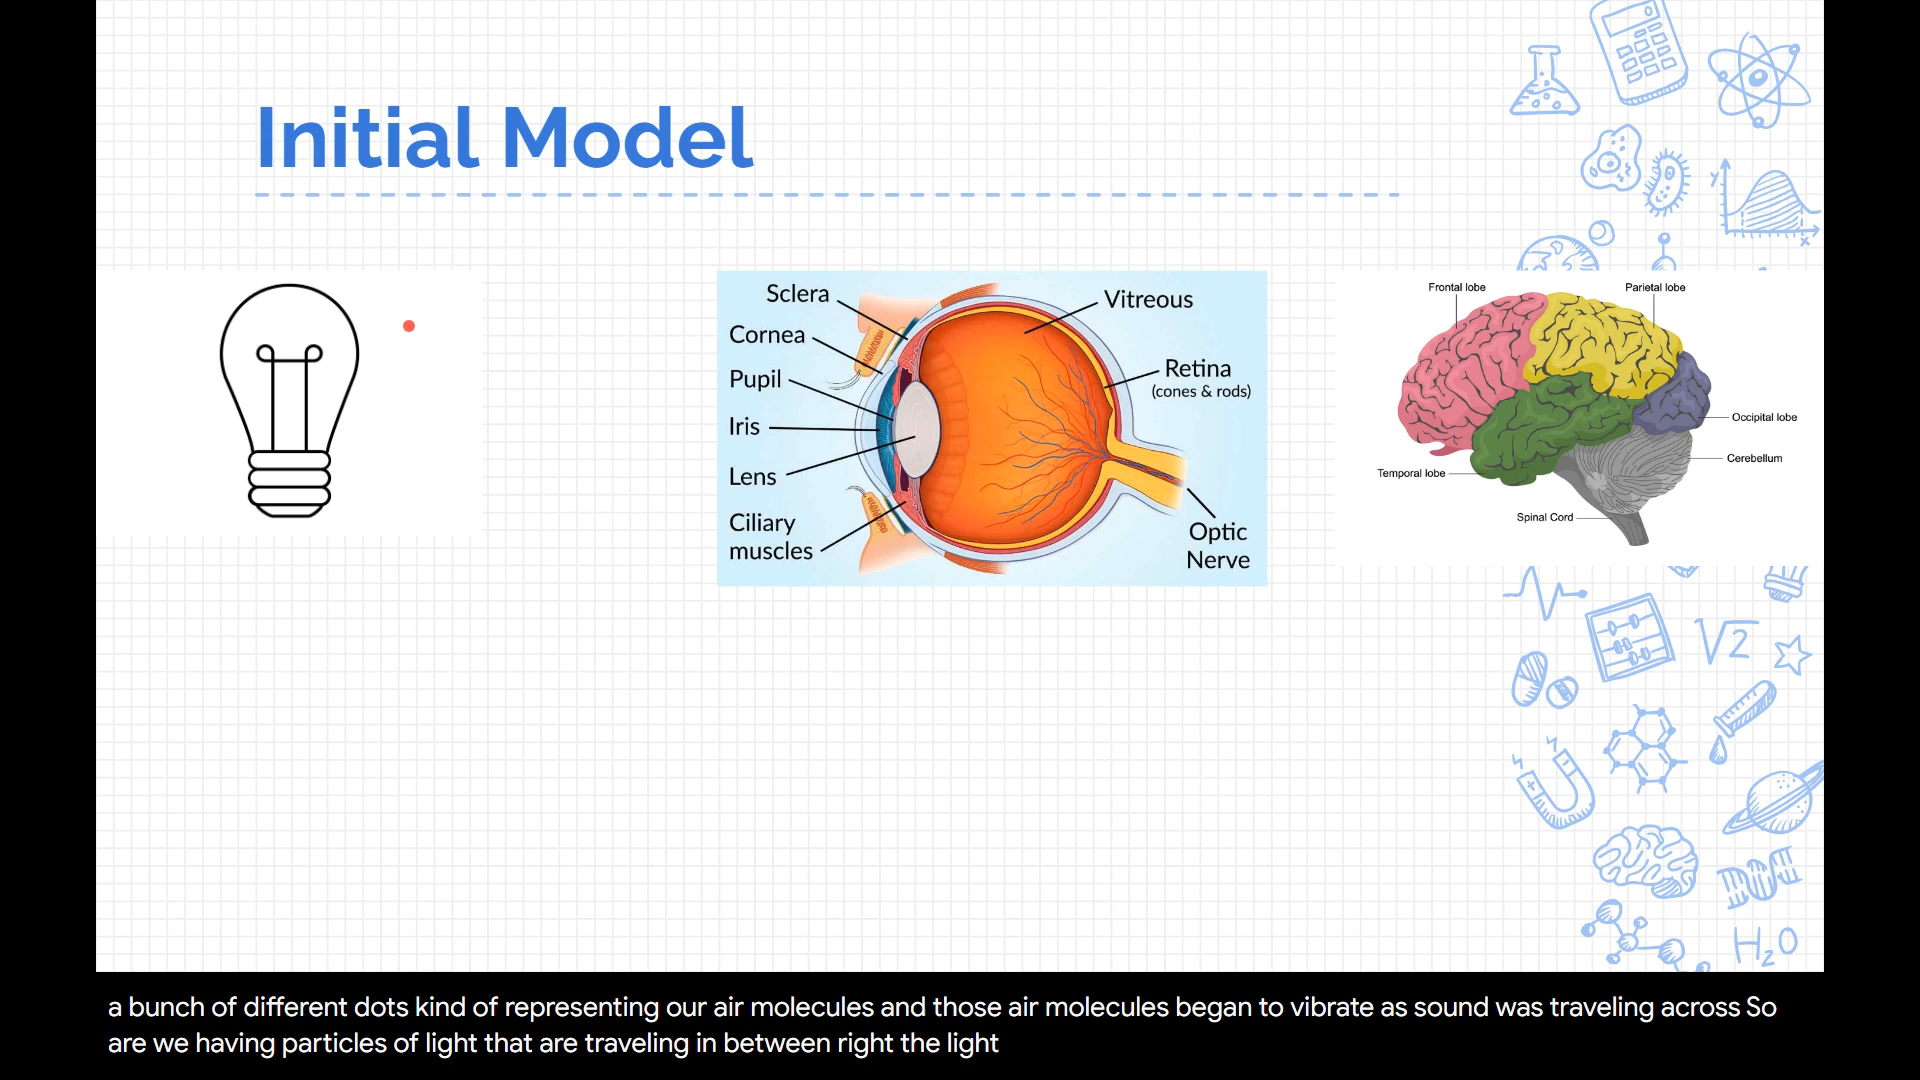 Initial Model
Sclera
Cornea
Pupil
Iris
Lens
Ciliary
muscles
Vitreous
Retina
(cones & rods)
Optic
Nerve
Frontal lobe
Parietal lobe
Occipital lobe
Cerebellum
Temporal lobe
Spinal Cord
y
x
√2
H₂O
a bunch of different dots kind of representing our air molecules and those air molecules began to vibrate as sound was traveling across So
are we having particles of light that are traveling in between right the light